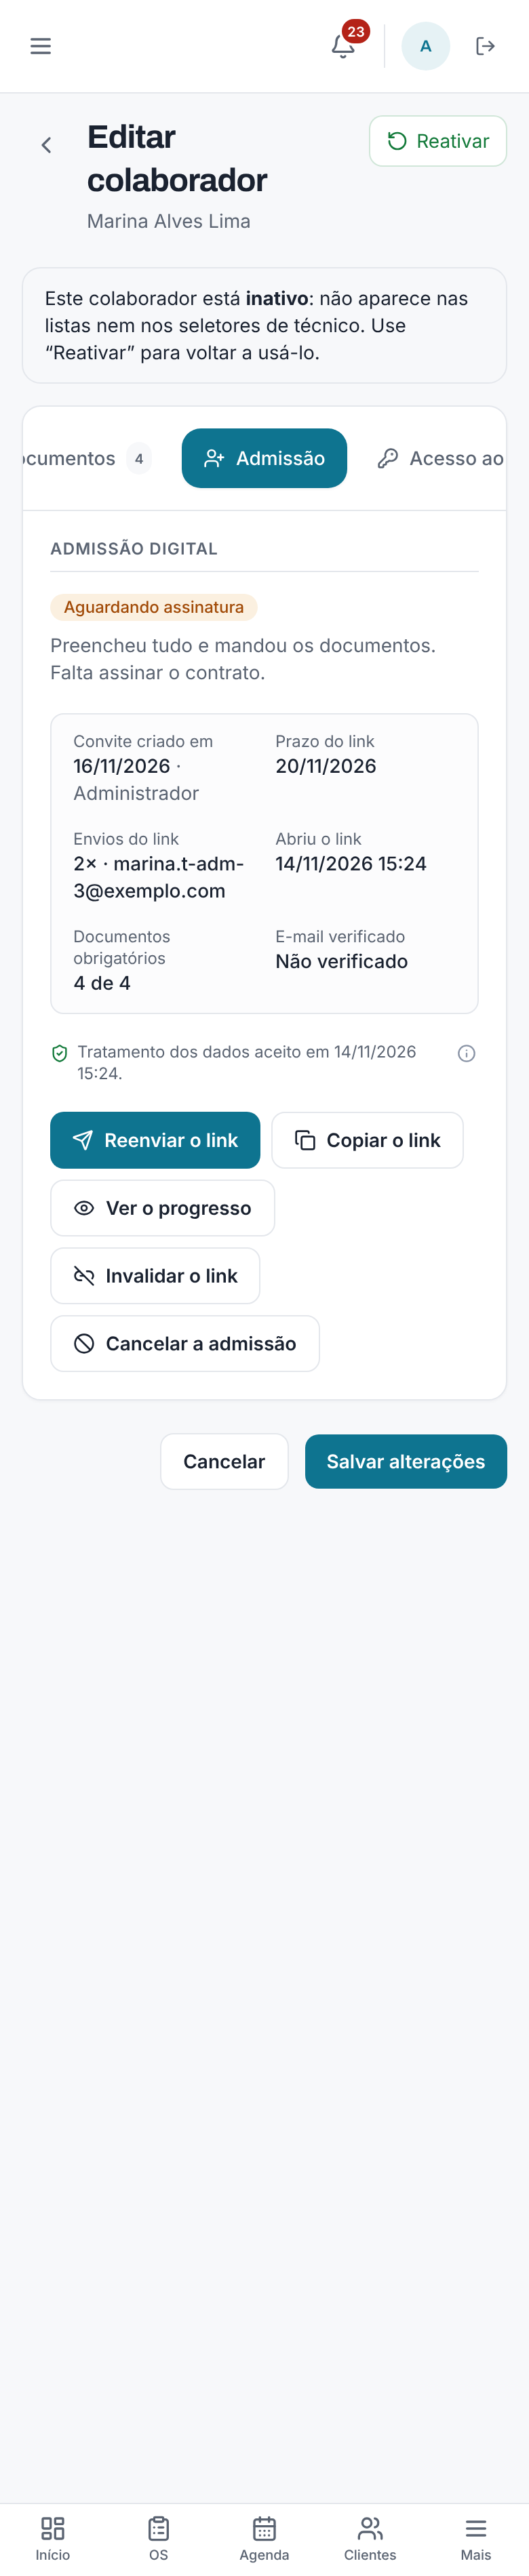 23
A
Editar
colaborador
Reativar
Marina Alves Lima
Este colaborador está inativo: não aparece nas
listas nem nos seletores de técnico. Use
“Reativar” para voltar a usá-lo.
ocumentos 4
Admissão
Acesso ao
ADMISSÃO DIGITAL
Aguardando assinatura
Preencheu tudo e mandou os documentos.
Falta assinar o contrato.
Convite criado em
16/11/2026 ·
Administrador
Prazo do link
20/11/2026
Envios do link
2× · marina.t-adm-
3@exemplo.com
Abriu o link
14/11/2026 15:24
Documentos
obrigatórios
4 de 4
E-mail verificado
Não verificado
Tratamento dos dados aceito em 14/11/2026
15:24.
Reenviar o link
Copiar o link
Ver o progresso
Invalidar o link
Cancelar a admissão
Cancelar
Salvar alterações
Início
OS
Agenda
Clientes
Mais